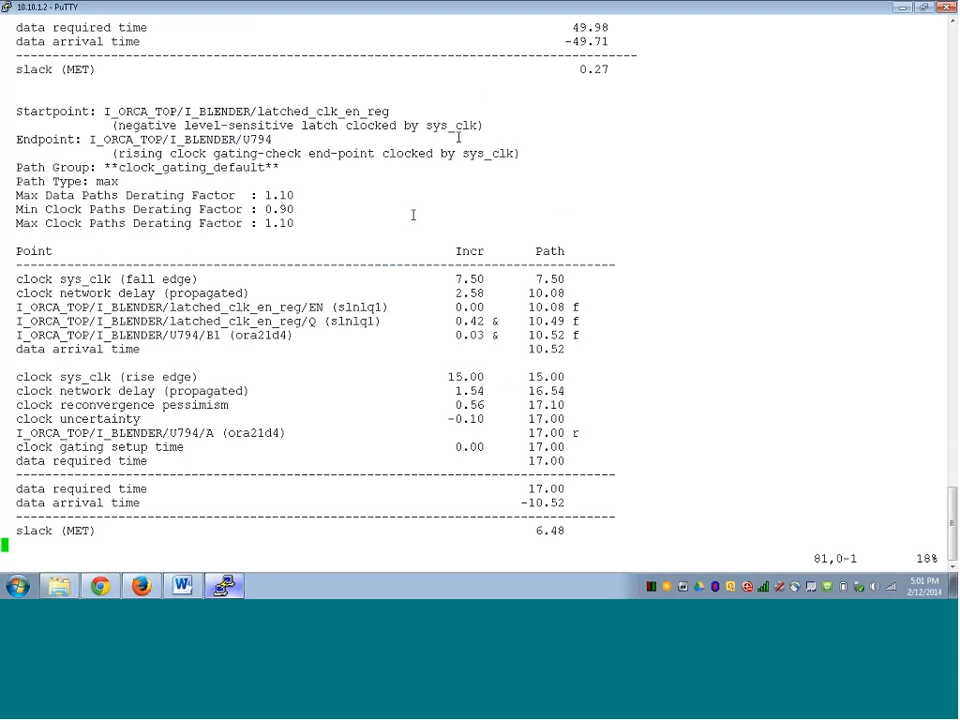 10.10.1.2 - PuTTY
data required time 49.98
data arrival time -49.71
--------------------------------------------------------------------------------
slack (MET) 0.27
Startpoint: I_ORCA_TOP/I_BLENDER/latched_clk_en_reg
(negative level-sensitive latch clocked by sys_clk)
Endpoint: I_ORCA_TOP/I_BLENDER/U794
(rising clock gating-check end-point clocked by sys_clk)
Path Group: **clock_gating_default**
Path Type: max
Max Data Paths Derating Factor : 1.10
Min Clock Paths Derating Factor : 0.90
Max Clock Paths Derating Factor : 1.10
Point Incr Path
--------------------------------------------------------------------------------
clock sys_clk (fall edge) 7.50 7.50
clock network delay (propagated) 2.58 10.08
I_ORCA_TOP/I_BLENDER/latched_clk_en_reg/EN (slnlq1) 0.00 10.08 f
I_ORCA_TOP/I_BLENDER/latched_clk_en_reg/Q (slnlq1) 0.42 & 10.49 f
I_ORCA_TOP/I_BLENDER/U794/B1 (ora21d4) 0.03 & 10.52 f
data arrival time 10.52
clock sys_clk (rise edge) 15.00 15.00
clock network delay (propagated) 1.54 16.54
clock reconvergence pessimism 0.56 17.10
clock uncertainty -0.10 17.00
I_ORCA_TOP/I_BLENDER/U794/A (ora21d4) 17.00 r
clock gating setup time 0.00 17.00
data required time 17.00
--------------------------------------------------------------------------------
data required time 17.00
data arrival time -10.52
--------------------------------------------------------------------------------
slack (MET) 6.48
81,0-1 18%
5:01 PM
2/12/2014